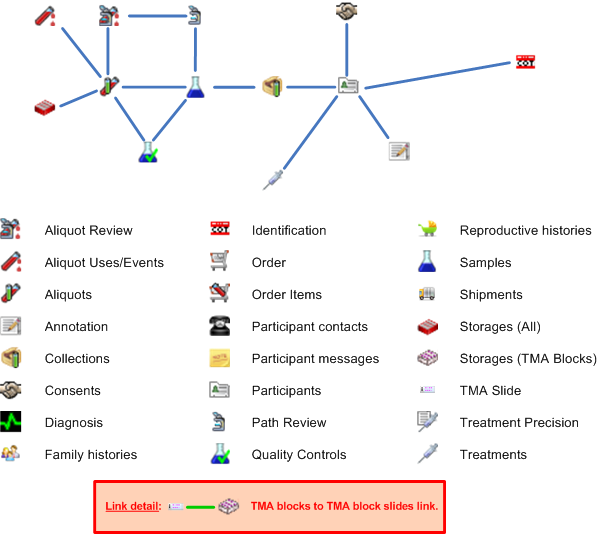 Aliquot Review Identification Reproductive histories
Aliquot Uses/Events Order Samples
Aliquots Order Items Shipments
Annotation Participant contacts Storages (All)
Collections Participant messages Storages (TMA Blocks)
Consents Participants TMA Slide
Diagnosis Path Review Treatment Precision
Family histories Quality Controls Treatments
Link detail: TMA blocks to TMA block slides link.